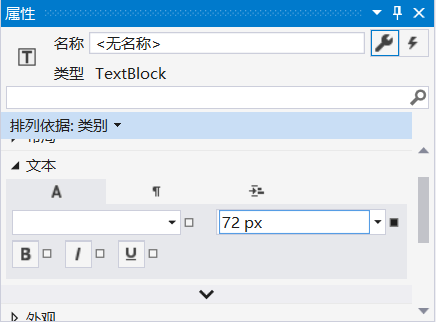 属性
名称 <无名称>
类型 TextBlock
排列依据: 类别
布局
文本
A ¶
72 px
B I U
外观